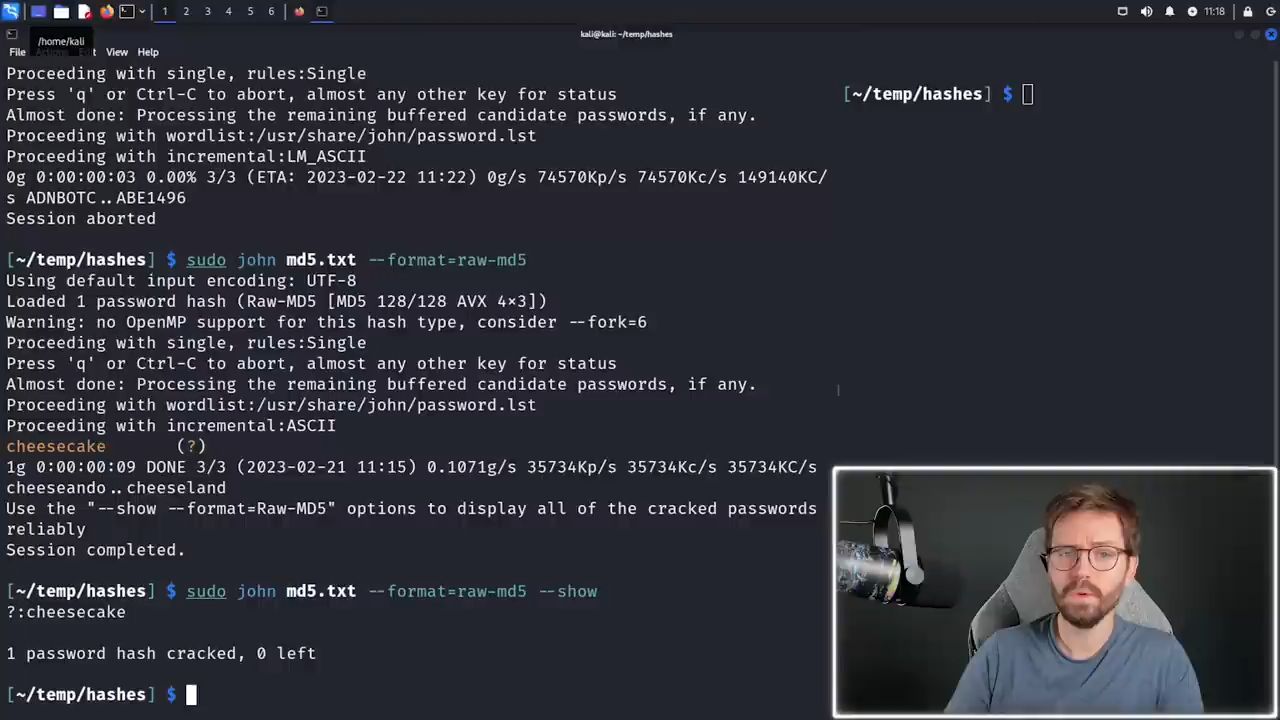 1 2 3 4 5 6 11:18
/home/kali
kali@kali: ~/temp/hashes
File Actions Edit View Help
Proceeding with single, rules:Single
Press 'q' or Ctrl-C to abort, almost any other key for status
Almost done: Processing the remaining buffered candidate passwords, if any.
Proceeding with wordlist:/usr/share/john/password.lst
Proceeding with incremental:LM_ASCII
0g 0:00:00:03 0.00% 3/3 (ETA: 2023-02-22 11:22) 0g/s 74570Kp/s 74570Kc/s 149140KC/
s ADNBOTC..ABE1496
Session aborted
[~/temp/hashes] $ sudo john md5.txt --format=raw-md5
Using default input encoding: UTF-8
Loaded 1 password hash (Raw-MD5 [MD5 128/128 AVX 4×3])
Warning: no OpenMP support for this hash type, consider --fork=6
Proceeding with single, rules:Single
Press 'q' or Ctrl-C to abort, almost any other key for status
Almost done: Processing the remaining buffered candidate passwords, if any.
Proceeding with wordlist:/usr/share/john/password.lst
Proceeding with incremental:ASCII
cheesecake (?)
1g 0:00:00:09 DONE 3/3 (2023-02-21 11:15) 0.1071g/s 35734Kp/s 35734Kc/s 35734KC/s
cheeseando..cheeseland
Use the "--show --format=Raw-MD5" options to display all of the cracked passwords
reliably
Session completed.
[~/temp/hashes] $ sudo john md5.txt --format=raw-md5 --show
?:cheesecake
1 password hash cracked, 0 left
[~/temp/hashes] $
[~/temp/hashes] $